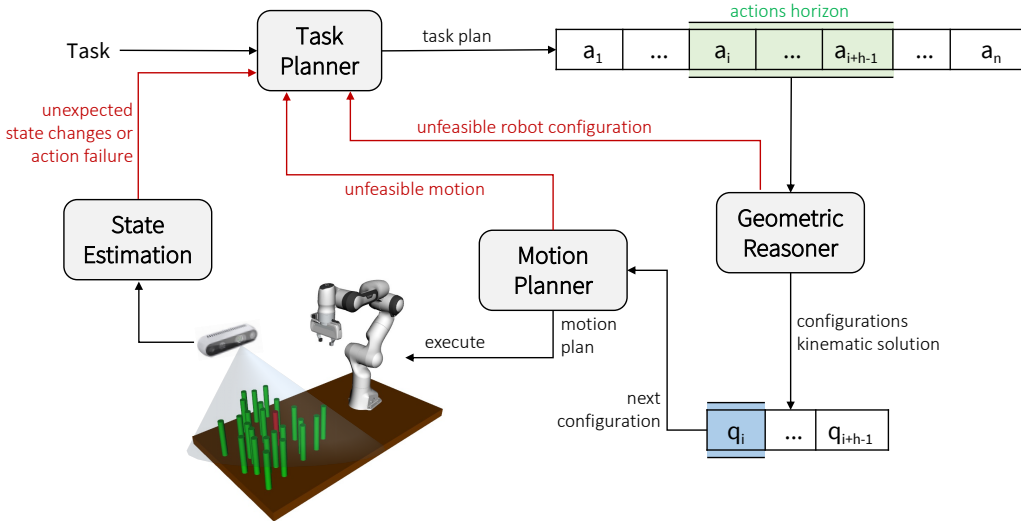 actions horizon
Task
Task
Planner
task plan
a1 ... ai ... ai+h-1 ... an
unexpected
state changes or
action failure
unfeasible robot configuration
unfeasible motion
State
Estimation
Geometric
Reasoner
Motion
Planner
configurations
kinematic solution
execute
motion
plan
next
configuration
qi ... qi+h-1